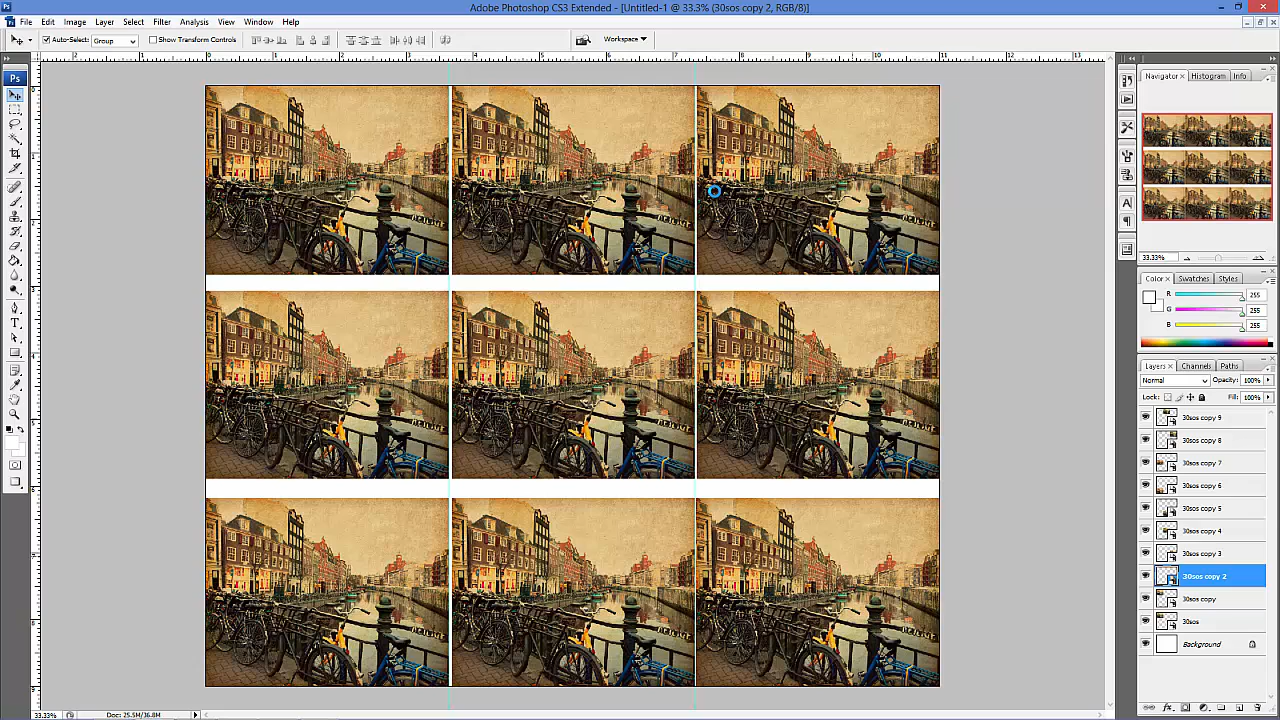 Adobe Photoshop CS3 Extended - [Untitled-1 @ 33.3% (30sos copy 2, RGB/8)]
File Edit Image Layer Select Filter Analysis View Window Help
Auto-Select: Group Show Transform Controls Workspace
Ps
Navigator Histogram Info
33.33%
Color Swatches Styles
R 255
G 255
B 255
Layers Channels Paths
Normal Opacity: 100%
Lock: Fill: 100%
30sos copy 9
30sos copy 8
30sos copy 7
30sos copy 6
30sos copy 5
30sos copy 4
30sos copy 3
30sos copy 2
30sos copy
30sos
Background
33.33% Doc: 25.5M/36.8M